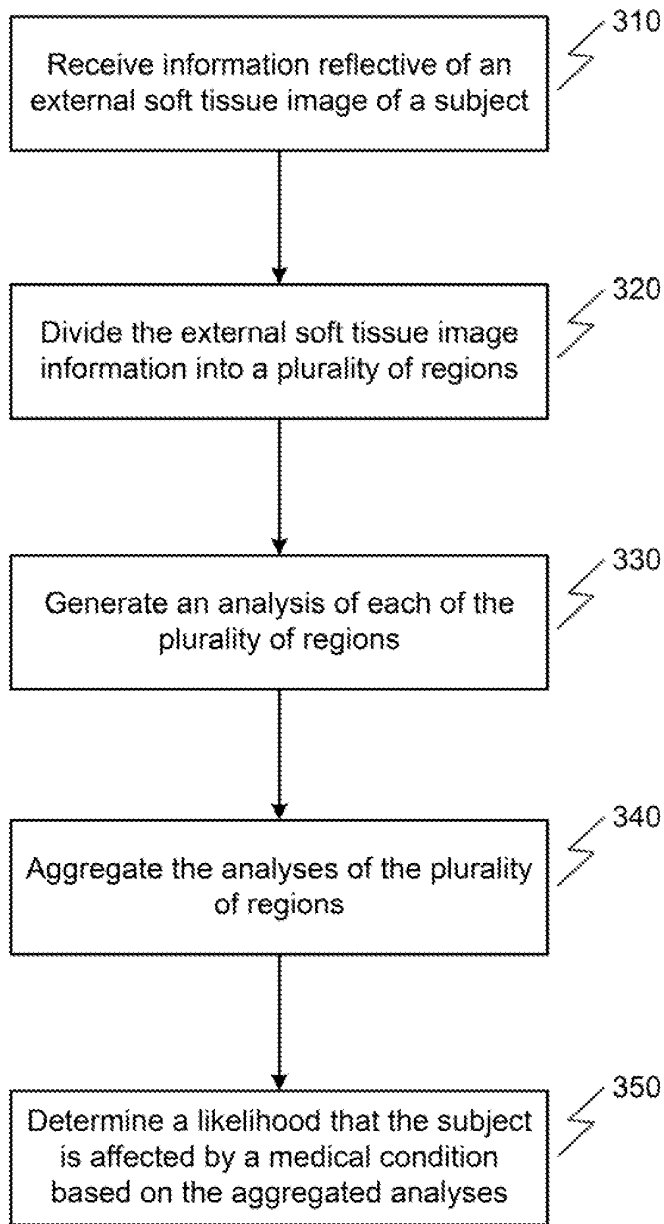 310
Receive information reflective of an
external soft tissue image of a subject
320
Divide the external soft tissue image
information into a plurality of regions
330
Generate an analysis of each of the
plurality of regions
340
Aggregate the analyses of the plurality
of regions
350
Determine a likelihood that the subject
is affected by a medical condition
based on the aggregated analyses